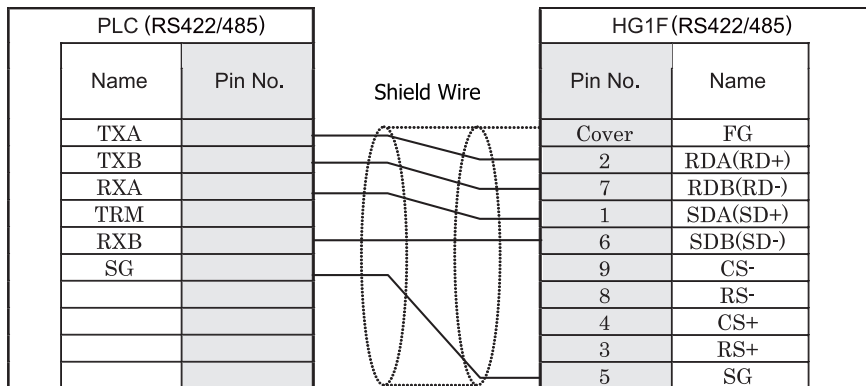 PLC (RS422/485)
HG1F(RS422/485)
Name Pin No.
Shield Wire
Pin No. Name
TXA
Cover FG
TXB
2 RDA(RD+)
RXA
7 RDB(RD-)
TRM
1 SDA(SD+)
RXB
6 SDB(SD-)
SG
9 CS-
8 RS-
4 CS+
3 RS+
5 SG